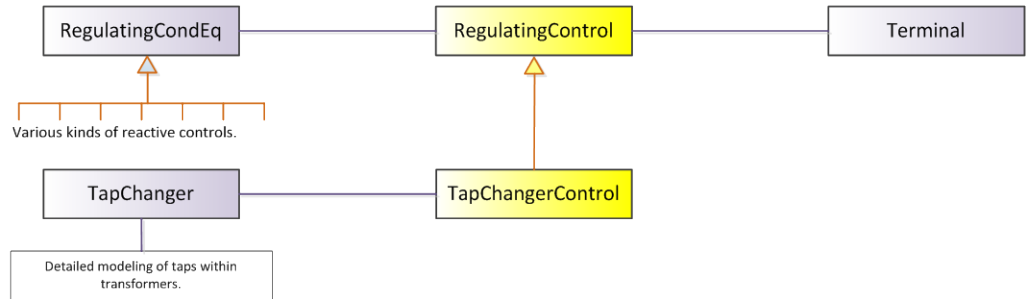 RegulatingCondEq
RegulatingControl
Terminal
Various kinds of reactive controls.
TapChanger
TapChangerControl
Detailed modeling of taps within
transformers.